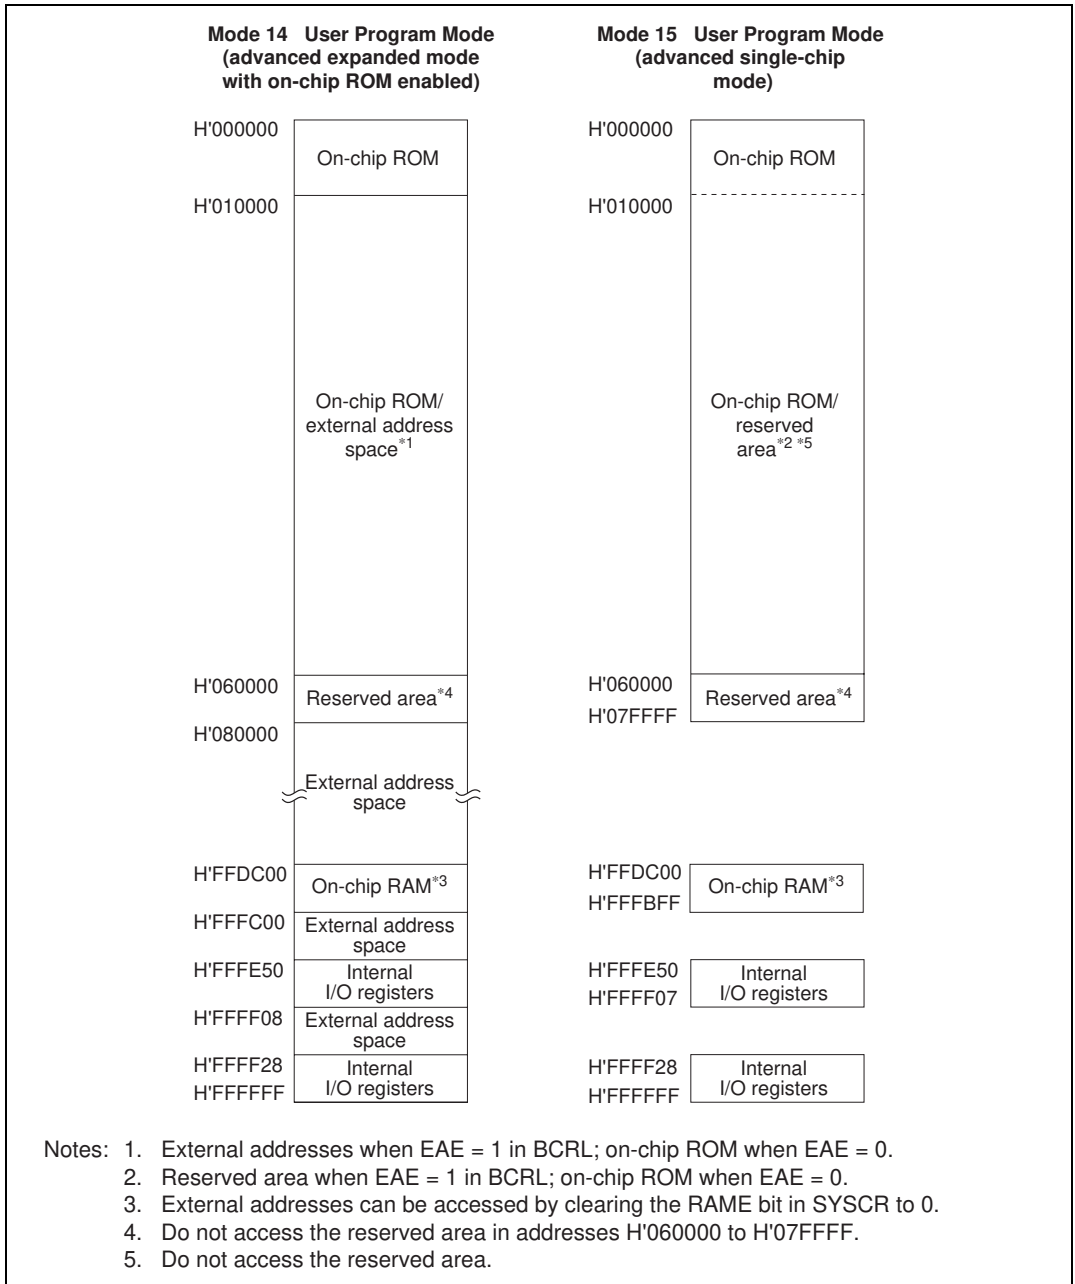 Mode 14 User Program Mode
(advanced expanded mode
with on-chip ROM enabled)
H'000000
On-chip ROM
H'010000
On-chip ROM/
external address
space*1
H'060000
Reserved area*4
H'080000
External address
space
H'FFDC00
On-chip RAM*3
H'FFFC00
External address
space
H'FFFE50
Internal
I/O registers
H'FFFF08
External address
space
H'FFFF28
Internal
I/O registers
H'FFFFFF
Mode 15 User Program Mode
(advanced single-chip
mode)
H'000000
On-chip ROM
H'010000
On-chip ROM/
reserved
area*2 *5
H'060000
Reserved area*4
H'07FFFF
H'FFDC00
On-chip RAM*3
H'FFFBFF
H'FFFE50
Internal
I/O registers
H'FFFF07
H'FFFF28
Internal
I/O registers
H'FFFFFF
Notes: 1. External addresses when EAE = 1 in BCRL; on-chip ROM when EAE = 0.
2. Reserved area when EAE = 1 in BCRL; on-chip ROM when EAE = 0.
3. External addresses can be accessed by clearing the RAME bit in SYSCR to 0.
4. Do not access the reserved area in addresses H'060000 to H'07FFFF.
5. Do not access the reserved area.